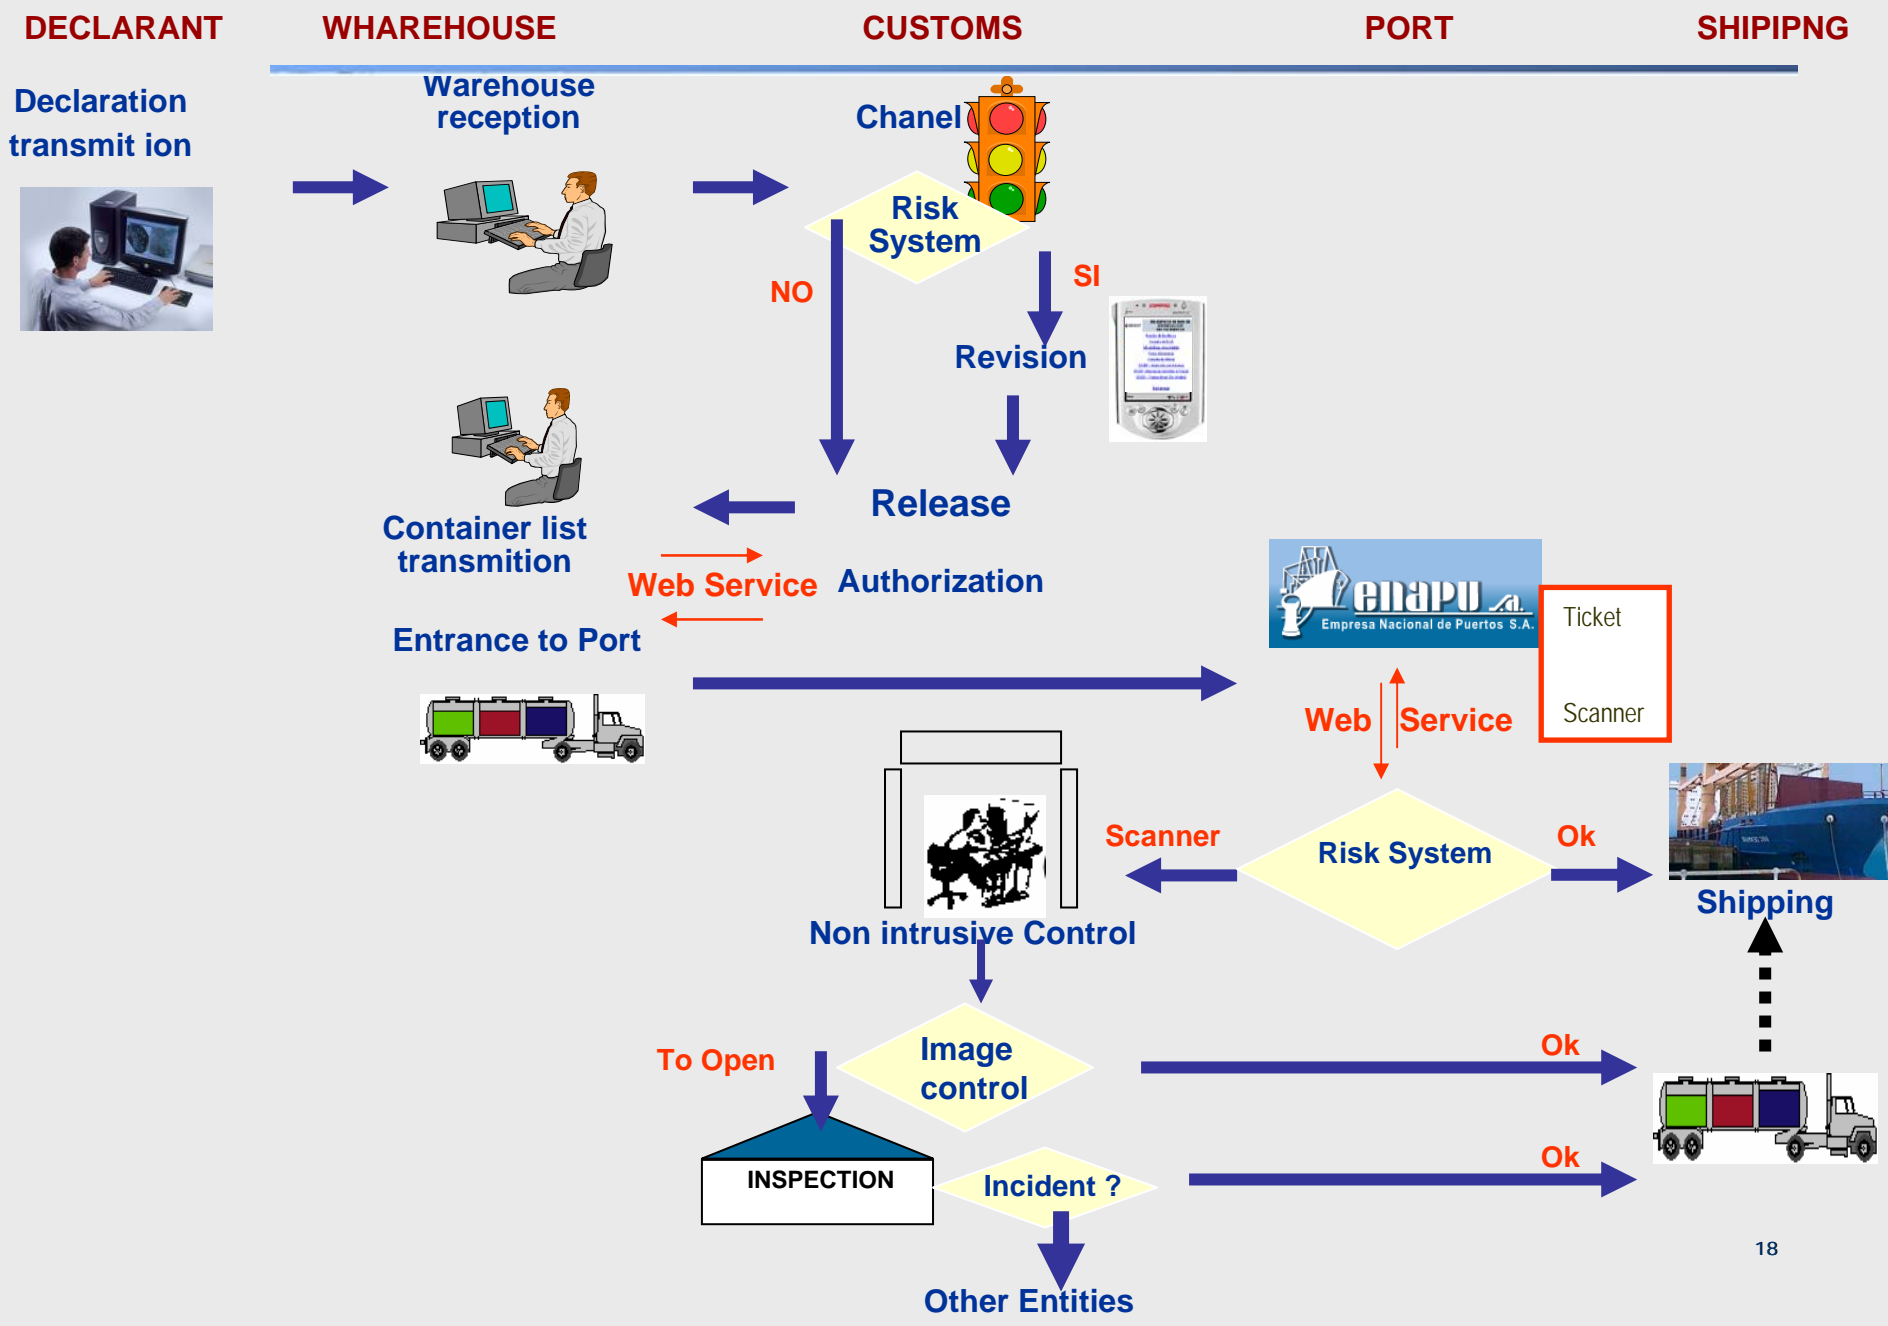 DECLARANT
WHAREHOUSE
CUSTOMS
PORT
SHIPIPNG
Declaration
transmit ion
Warehouse
reception
Chanel
Risk
System
NO
SI
Revision
Release
Container list
transmition
Web Service
Authorization
Entrance to Port
enapu s.a.
Empresa Nacional de Puertos S.A.
Ticket
Scanner
Web
Service
Scanner
Risk System
Ok
Shipping
Non intrusive Control
To Open
Image
control
Ok
INSPECTION
Incident ?
Ok
Other Entities
18